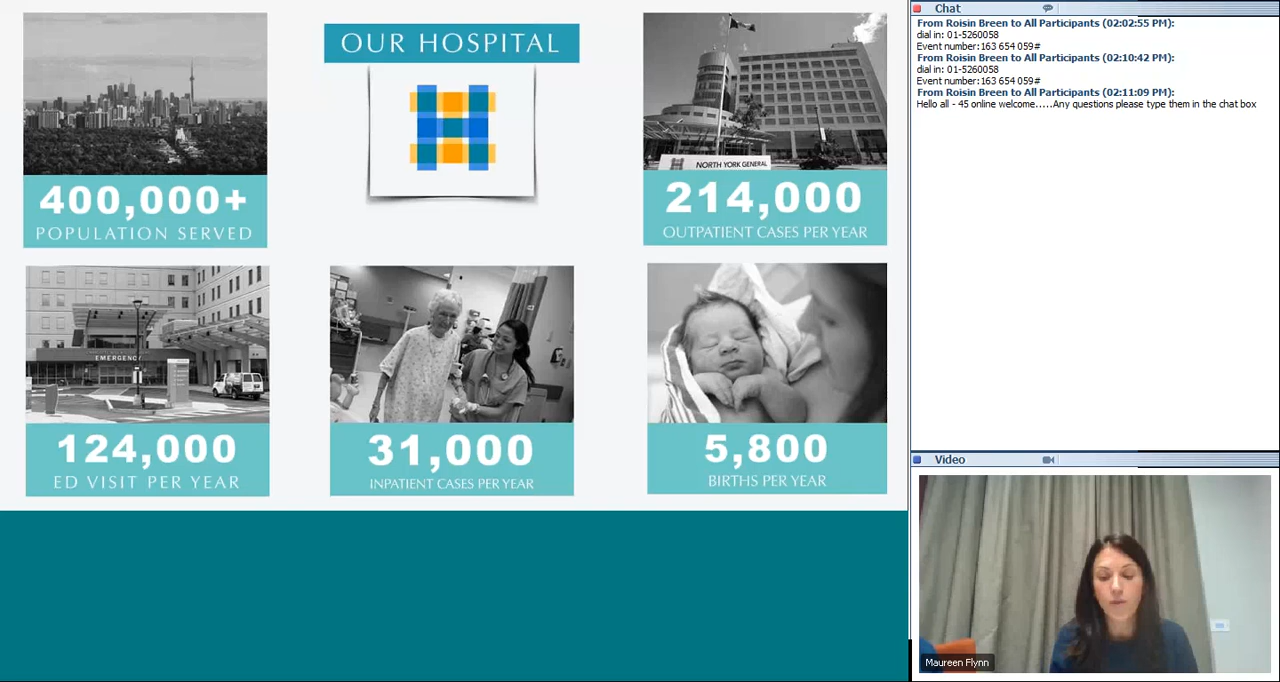 400,000+
POPULATION SERVED
OUR HOSPITAL
NORTH YORK GENERAL
214,000
OUTPATIENT CASES PER YEAR
EMERGENCY
124,000
ED VISIT PER YEAR
31,000
INPATIENT CASES PER YEAR
5,800
BIRTHS PER YEAR
Chat
From Roisin Breen to All Participants (02:02:55 PM):
dial in: 01-5260058
Event number:163 654 059#
From Roisin Breen to All Participants (02:10:42 PM):
dial in: 01-5260058
Event number:163 654 059#
From Roisin Breen to All Participants (02:11:09 PM):
Hello all - 45 online welcome.....Any questions please type them in the chat box
Video
Maureen Flynn